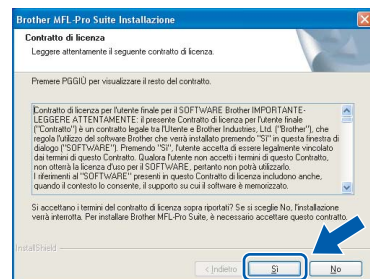 Brother MFL-Pro Suite Installazione
Contratto di licenza
Leggere attentamente il seguente contratto di licenza.
Premere PGGIÙ per visualizzare il resto del contratto.
Contratto di licenza per l'utente finale per il SOFTWARE Brother IMPORTANTE-
LEGGERE ATTENTAMENTE: il presente Contratto di licenza per l'utente finale
("Contratto") è un contratto legale tra l'Utente e Brother Industries, Ltd. ("Brother"), che
regola l'utilizzo del software Brother che verrà installato premendo "Sì" in questa finestra di
dialogo ("SOFTWARE"). Premendo "Sì", l'utente accetta di essere legalmente vincolato
dai termini di questo Contratto. Qualora l'utente non accetti i termini di questo Contratto,
non otterrà la licenza d'uso per il SOFTWARE, pertanto non potrà utilizzarlo.
I riferimenti al "SOFTWARE" presenti in questo Contratto di licenza includono anche,
quando il contesto lo consente, il supporto su cui il software è memorizzato.
Si accettano i termini del contratto di licenza sopra riportati? Se si sceglie No, l'installazione
verrà interrotta. Per installare Brother MFL-Pro Suite, è necessario accettare questo contratto.
InstallShield
< Indietro
Sì
No